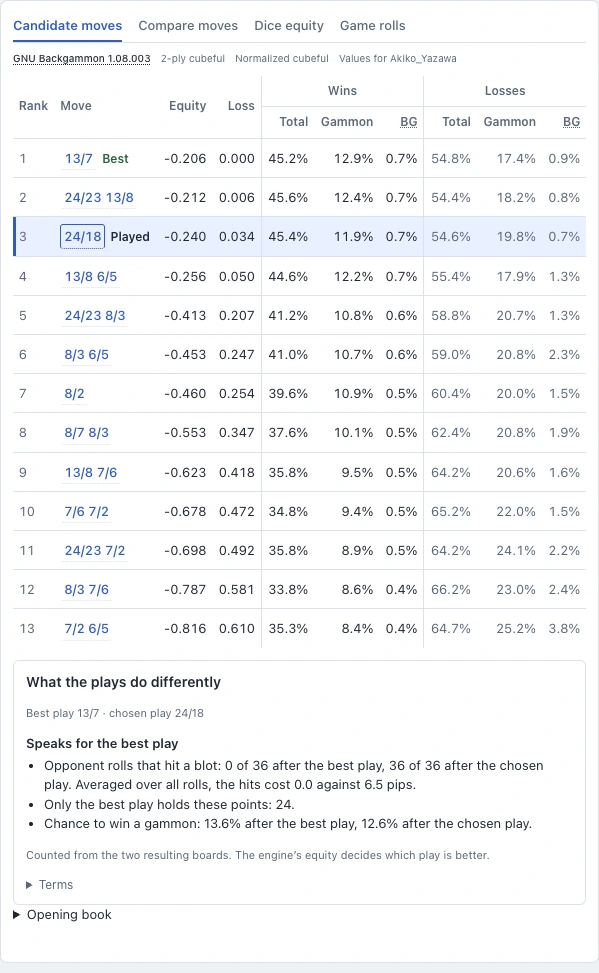 Candidate moves Compare moves Dice equity Game rolls
GNU Backgammon 1.08.003 2-ply cubeful Normalized cubeful Values for Akiko_Yazawa
Wins Losses
Rank Move Equity Loss
Total Gammon BG Total Gammon BG
1 13/7 Best -0.206 0.000 45.2% 12.9% 0.7% 54.8% 17.4% 0.9%
2 24/23 13/8 -0.212 0.006 45.6% 12.4% 0.7% 54.4% 18.2% 0.8%
3 24/18 Played -0.240 0.034 45.4% 11.9% 0.7% 54.6% 19.8% 0.7%
4 13/8 6/5 -0.256 0.050 44.6% 12.2% 0.7% 55.4% 17.9% 1.3%
5 24/23 8/3 -0.413 0.207 41.2% 10.8% 0.6% 58.8% 20.7% 1.3%
6 8/3 6/5 -0.453 0.247 41.0% 10.7% 0.6% 59.0% 20.8% 2.3%
7 8/2 -0.460 0.254 39.6% 10.9% 0.5% 60.4% 20.0% 1.5%
8 8/7 8/3 -0.553 0.347 37.6% 10.1% 0.5% 62.4% 20.8% 1.9%
9 13/8 7/6 -0.623 0.418 35.8% 9.5% 0.5% 64.2% 20.6% 1.6%
10 7/6 7/2 -0.678 0.472 34.8% 9.4% 0.5% 65.2% 22.0% 1.5%
11 24/23 7/2 -0.698 0.492 35.8% 8.9% 0.5% 64.2% 24.1% 2.2%
12 8/3 7/6 -0.787 0.581 33.8% 8.6% 0.4% 66.2% 23.0% 2.4%
13 7/2 6/5 -0.816 0.610 35.3% 8.4% 0.4% 64.7% 25.2% 3.8%
What the plays do differently
Best play 13/7 · chosen play 24/18
Speaks for the best play
• Opponent rolls that hit a blot: 0 of 36 after the best play, 36 of 36 after the chosen
play. Averaged over all rolls, the hits cost 0.0 against 6.5 pips.
• Only the best play holds these points: 24.
• Chance to win a gammon: 13.6% after the best play, 12.6% after the chosen play.
Counted from the two resulting boards. The engine's equity decides which play is better.
▶ Terms
▶ Opening book